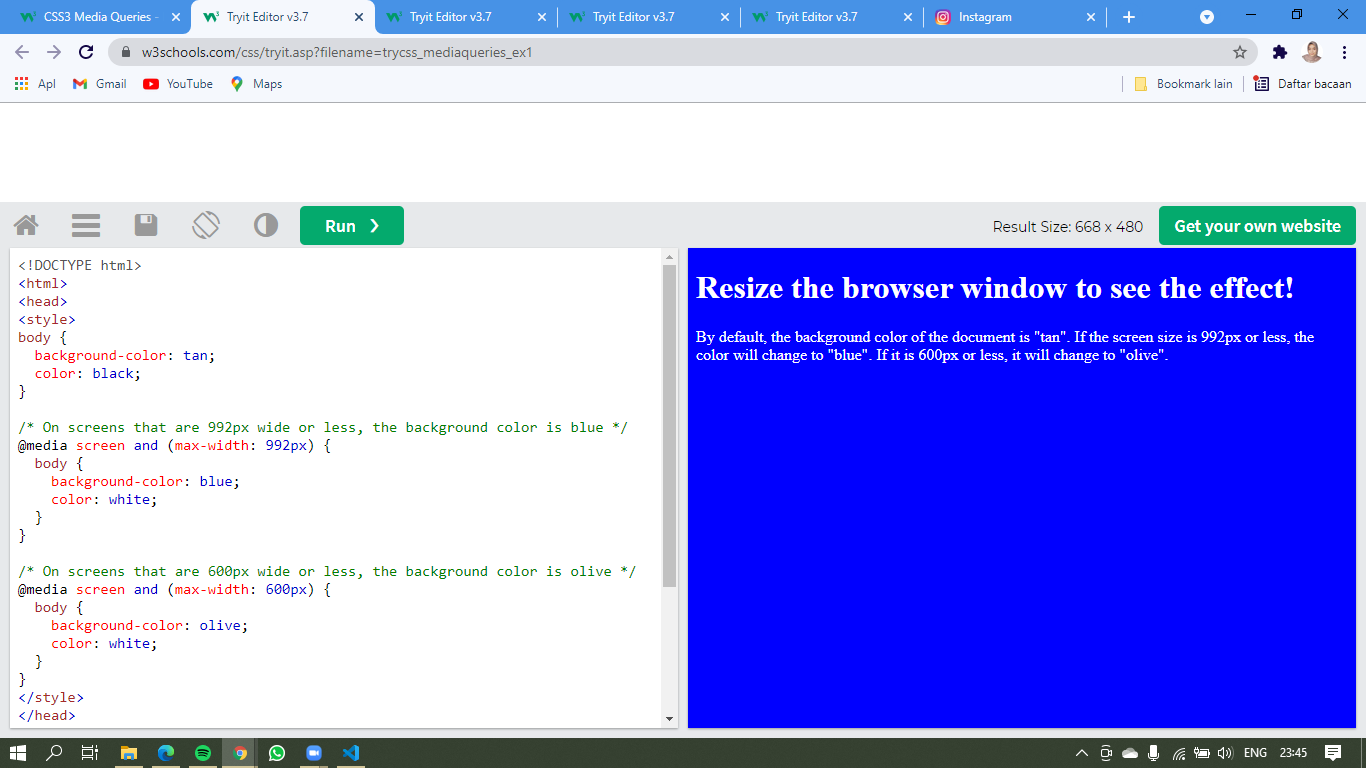 CSS3 Media Queries -
Tryit Editor v3.7
Tryit Editor v3.7
Tryit Editor v3.7
Tryit Editor v3.7
Instagram
w3schools.com/css/tryit.asp?filename=trycss_mediaqueries_ex1
Apl
Gmail
YouTube
Maps
Bookmark lain
Daftar bacaan
Run ❯
Result Size: 668 x 480
Get your own website
<!DOCTYPE html>
<html>
<head>
<style>
body {
  background-color: tan;
  color: black;
}

/* On screens that are 992px wide or less, the background color is blue */
@media screen and (max-width: 992px) {
  body {
    background-color: blue;
    color: white;
  }
}

/* On screens that are 600px wide or less, the background color is olive */
@media screen and (max-width: 600px) {
  body {
    background-color: olive;
    color: white;
  }
}
</style>
</head>
Resize the browser window to see the effect!
By default, the background color of the document is "tan". If the screen size is 992px or less, the
color will change to "blue". If it is 600px or less, it will change to "olive".
ENG
23:45